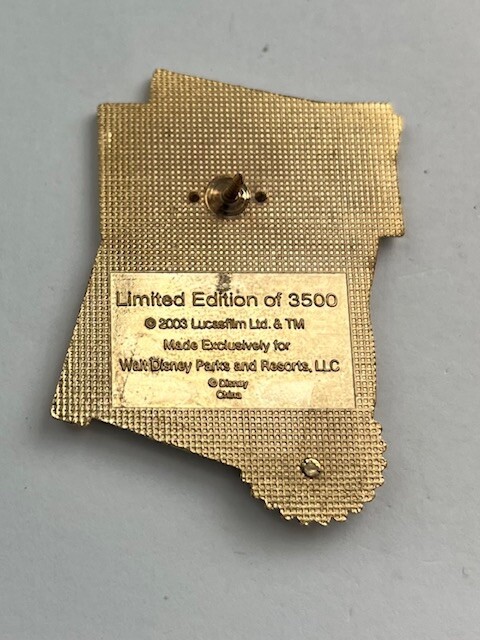 Limited Edition of 3500
© 2003 Lucasfilm Ltd. & TM
Made Exclusively for
Walt Disney Parks and Resorts, LLC
© Disney
China